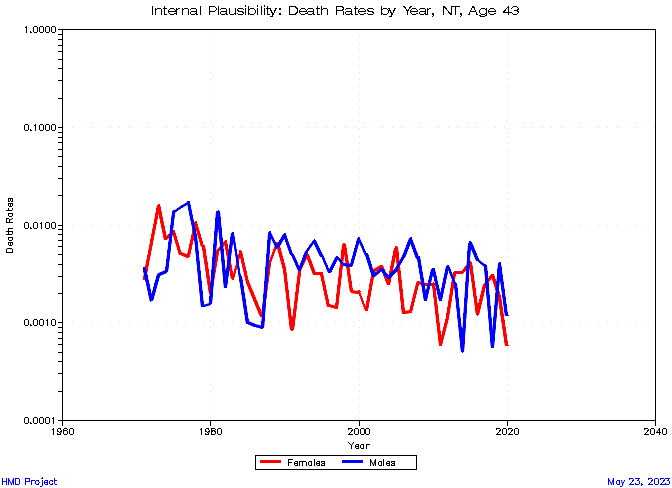 Internal Plausibility: Death Rates by Year, NT, Age 43
1.0000
0.1000
0.0100
0.0010
0.0001
Death Rates
1960
1980
2000
2020
2040
Year
Females
Males
HMD Project
May 23, 2023